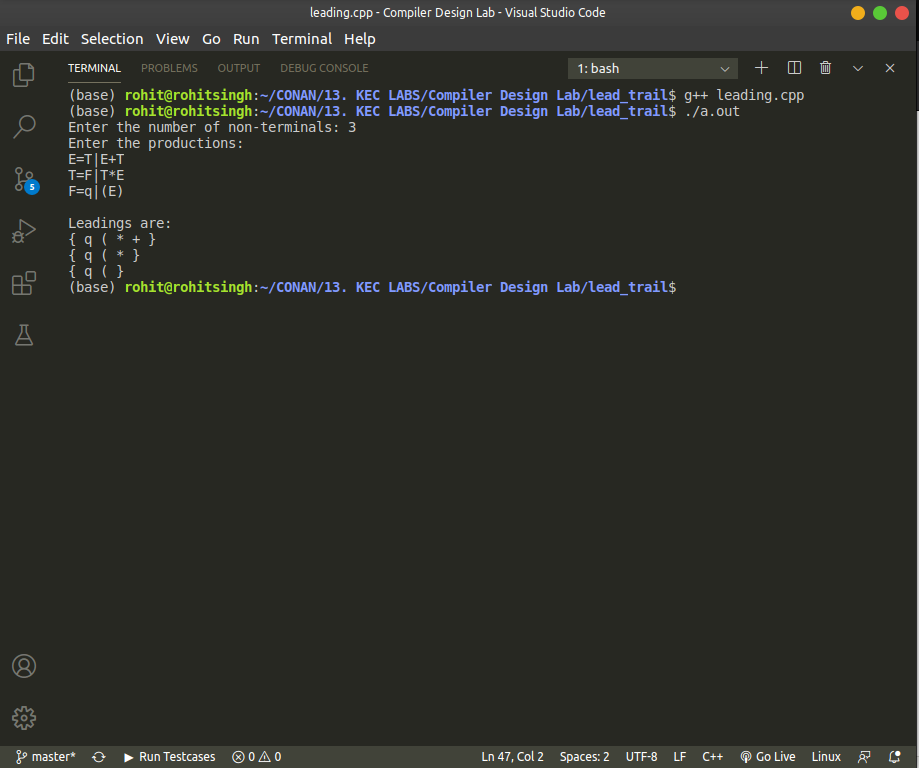 leading.cpp - Compiler Design Lab - Visual Studio Code
File Edit Selection View Go Run Terminal Help
TERMINAL PROBLEMS OUTPUT DEBUG CONSOLE 1: bash
(base) rohit@rohitsingh:~/CONAN/13. KEC LABS/Compiler Design Lab/lead_trail$ g++ leading.cpp
(base) rohit@rohitsingh:~/CONAN/13. KEC LABS/Compiler Design Lab/lead_trail$ ./a.out
Enter the number of non-terminals: 3
Enter the productions:
E=T|E+T
T=F|T*E
F=q|(E)
Leadings are:
{ q ( * + }
{ q ( * }
{ q ( }
(base) rohit@rohitsingh:~/CONAN/13. KEC LABS/Compiler Design Lab/lead_trail$
5
master* Run Testcases 0 0 Ln 47, Col 2 Spaces: 2 UTF-8 LF C++ Go Live Linux